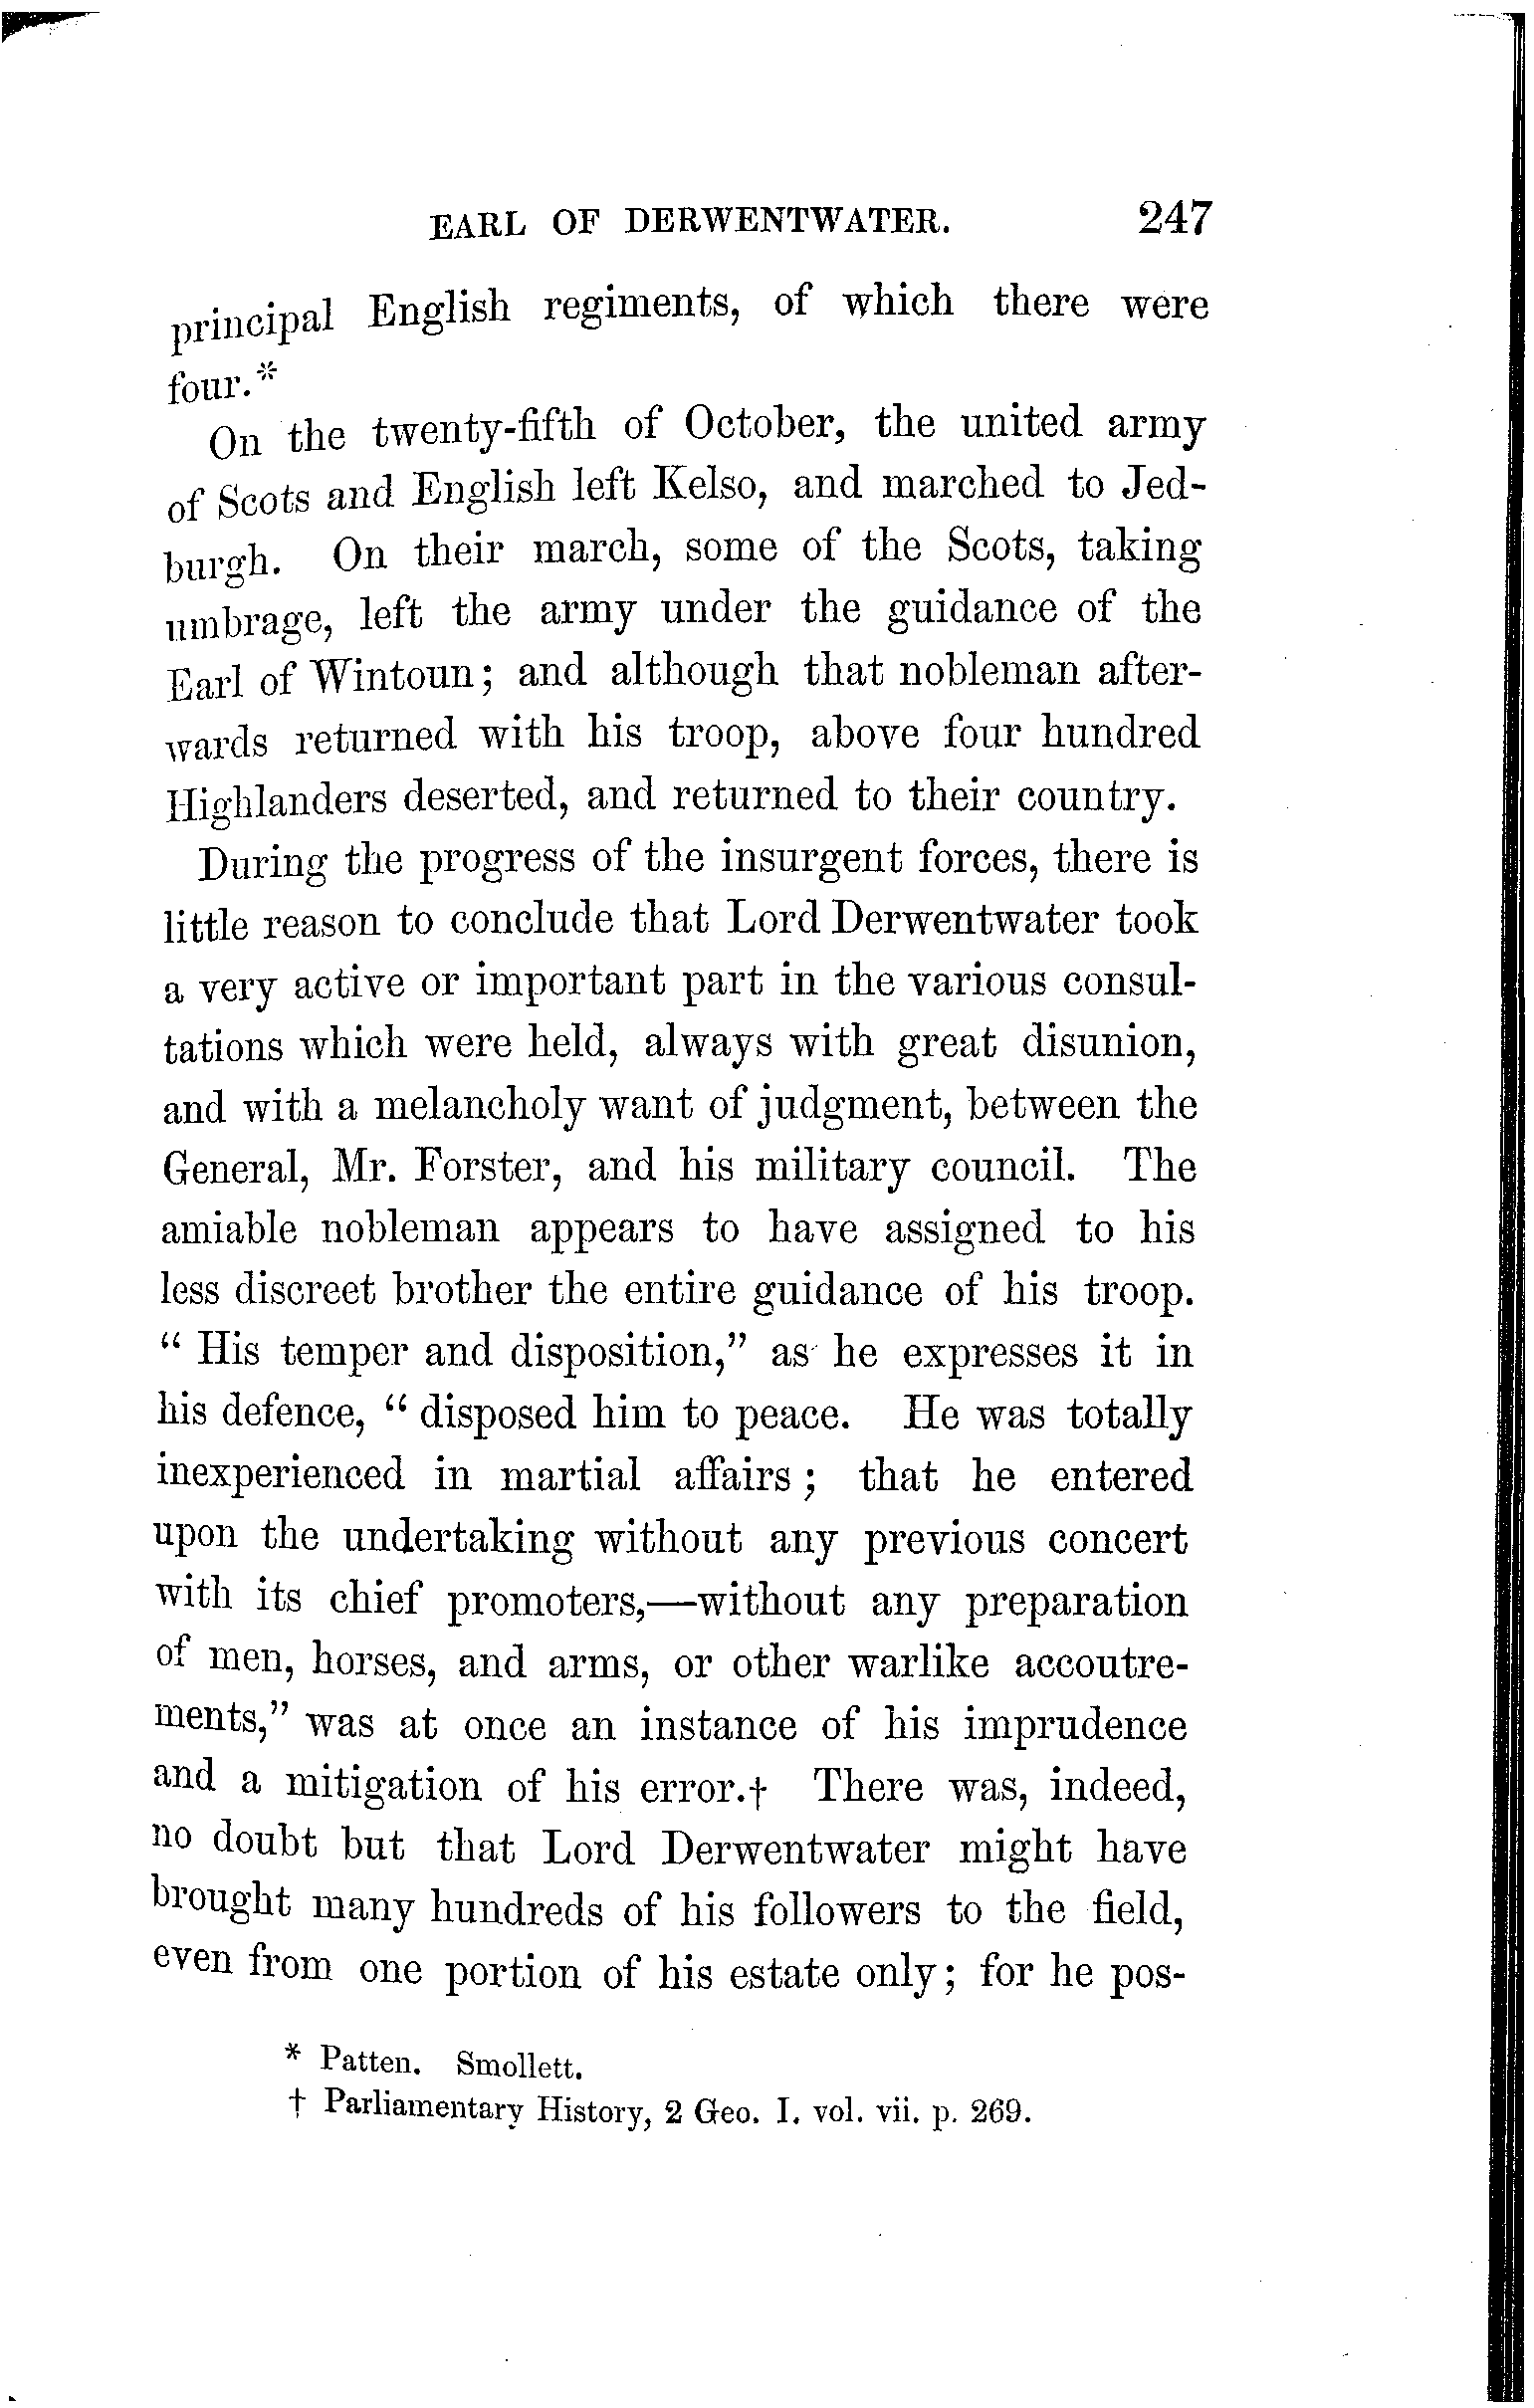 EARL OF DERWENTWATER. 247
principal English regiments, of which there were
four.*
On the twenty-fifth of October, the united army
of Scots and English left Kelso, and marched to Jed-
burgh. On their march, some of the Scots, taking
umbrage, left the army under the guidance of the
Earl of Wintoun; and although that nobleman after-
wards returned with his troop, above four hundred
Highlanders deserted, and returned to their country.
During the progress of the insurgent forces, there is
little reason to conclude that Lord Derwentwater took
a very active or important part in the various consul-
tations which were held, always with great disunion,
and with a melancholy want of judgment, between the
General, Mr. Forster, and his military council. The
amiable nobleman appears to have assigned to his
less discreet brother the entire guidance of his troop.
“ His temper and disposition,” as he expresses it in
his defence, “ disposed him to peace. He was totally
inexperienced in martial affairs ; that he entered
upon the undertaking without any previous concert
with its chief promoters,—without any preparation
of men, horses, and arms, or other warlike accoutre-
ments,” was at once an instance of his imprudence
and a mitigation of his error.† There was, indeed,
no doubt but that Lord Derwentwater might have
brought many hundreds of his followers to the field,
even from one portion of his estate only; for he pos-
* Patten. Smollett.
† Parliamentary History, 2 Geo. I. vol. vii. p. 269.